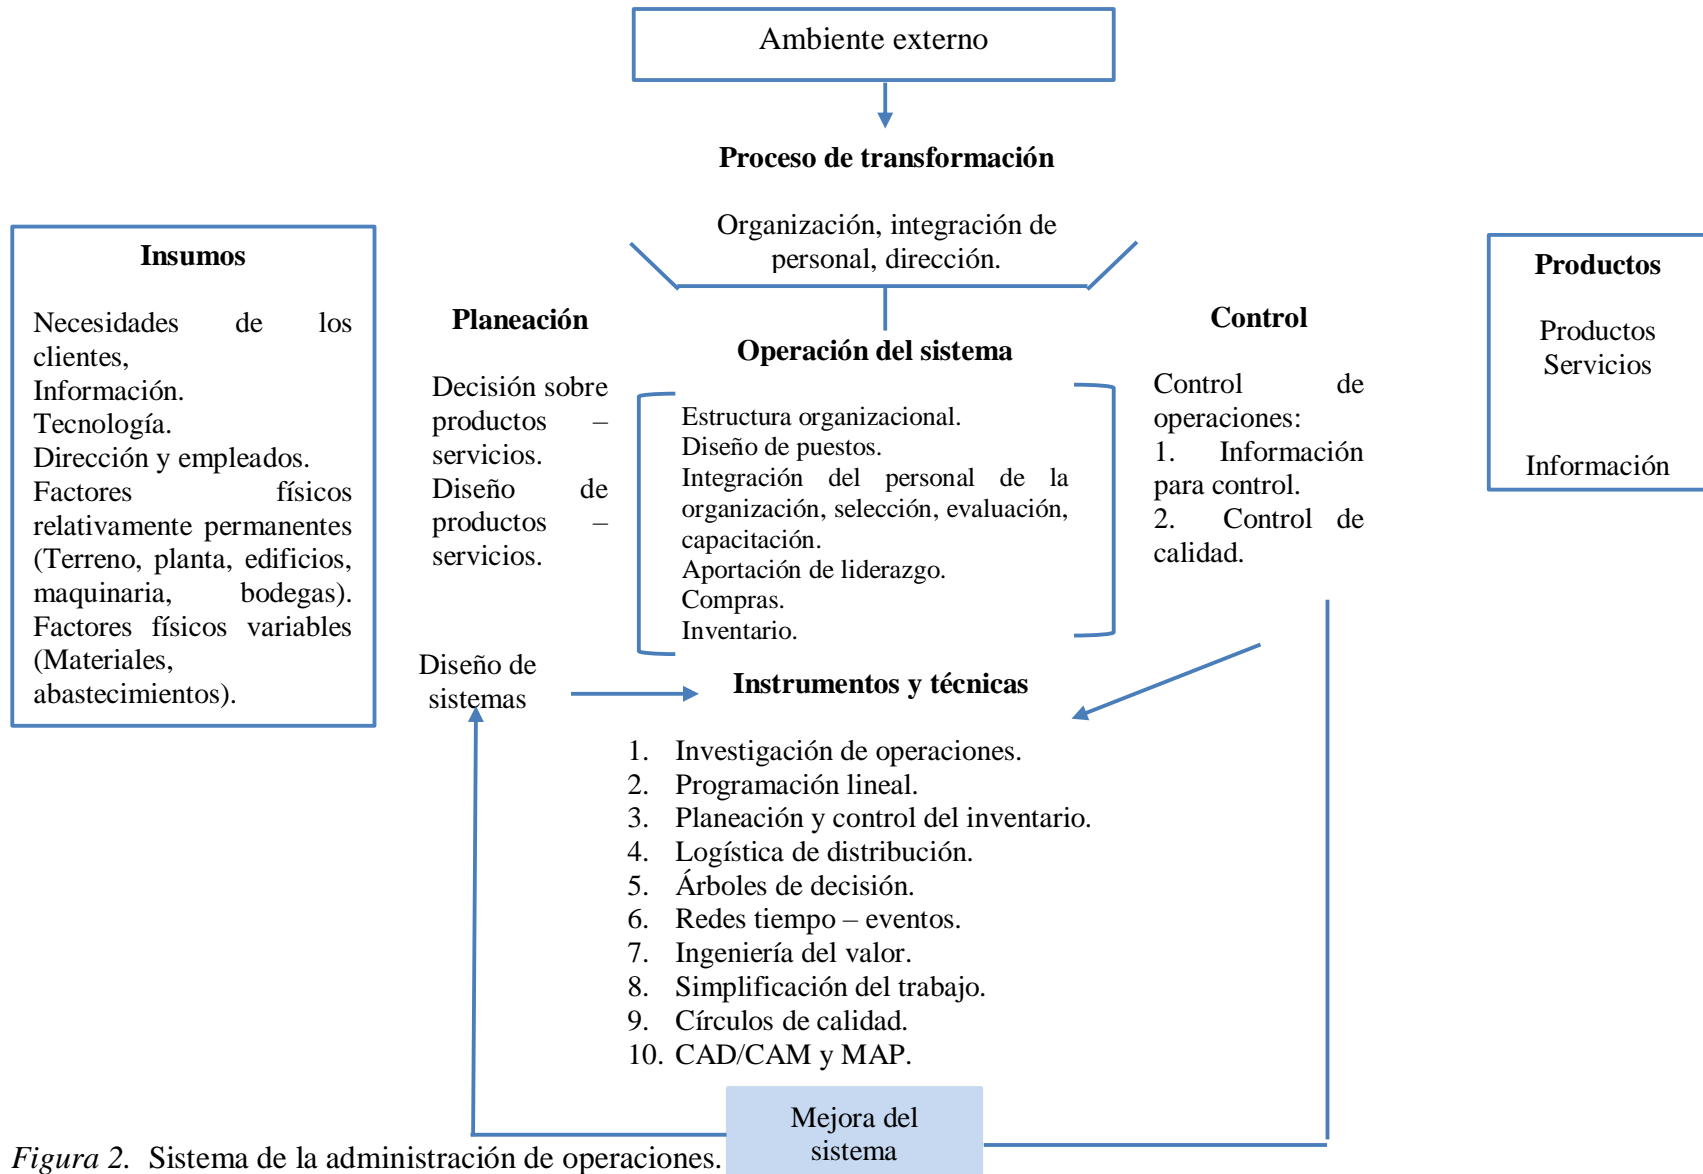 Ambiente externo
Proceso de transformación
Organización, integración de
personal, dirección.
Insumos
Necesidades de los
clientes,
Información.
Tecnología.
Dirección y empleados.
Factores físicos
relativamente permanentes
(Terreno, planta, edificios,
maquinaria, bodegas).
Factores físicos variables
(Materiales,
abastecimientos).
Planeación
Decisión sobre
productos –
servicios.
Diseño de
productos –
servicios.
Diseño de
sistemas
Operación del sistema
Estructura organizacional.
Diseño de puestos.
Integración del personal de la
organización, selección, evaluación,
capacitación.
Aportación de liderazgo.
Compras.
Inventario.
Control
Control de
operaciones:
1. Información
para control.
2. Control de
calidad.
Productos
Productos
Servicios
Información
Instrumentos y técnicas
1. Investigación de operaciones.
2. Programación lineal.
3. Planeación y control del inventario.
4. Logística de distribución.
5. Árboles de decisión.
6. Redes tiempo – eventos.
7. Ingeniería del valor.
8. Simplificación del trabajo.
9. Círculos de calidad.
10. CAD/CAM y MAP.
Mejora del
sistema
Figura 2. Sistema de la administración de operaciones.